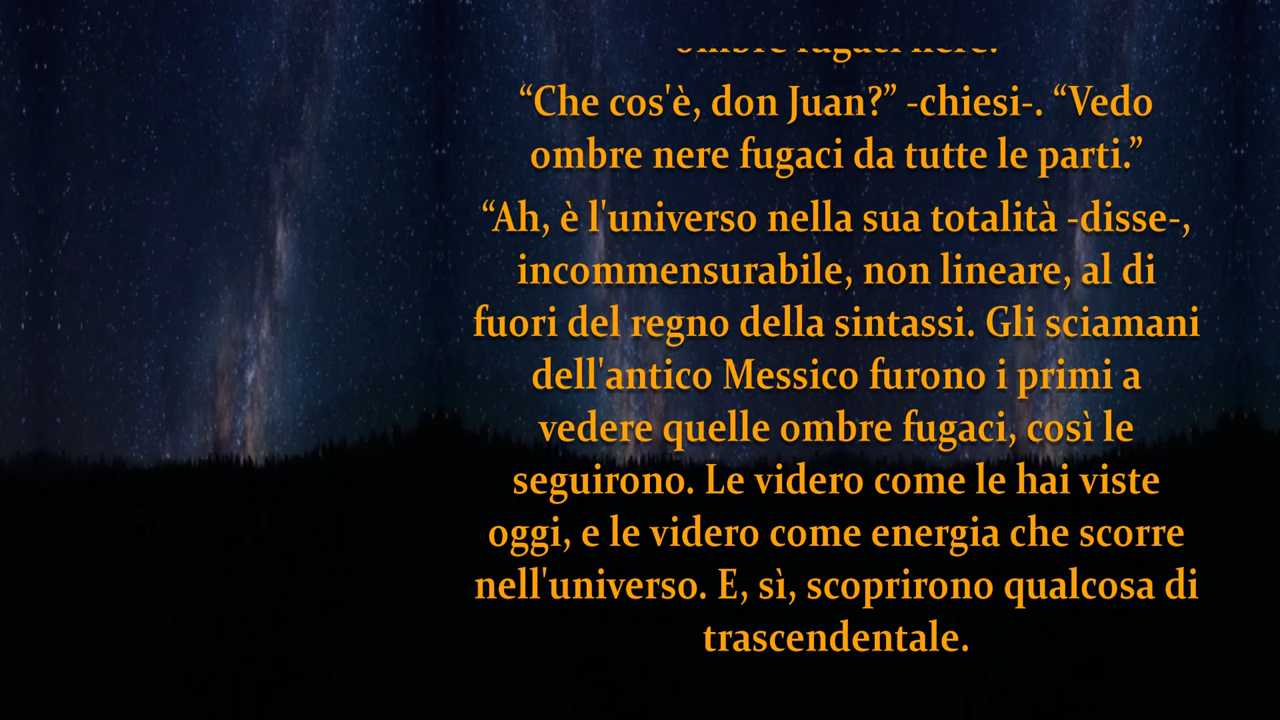 ombre fugaci nere.
“Che cos'è, don Juan?” -chiesi-. “Vedo
ombre nere fugaci da tutte le parti.”
“Ah, è l'universo nella sua totalità -disse-,
incommensurabile, non lineare, al di
fuori del regno della sintassi. Gli sciamani
dell'antico Messico furono i primi a
vedere quelle ombre fugaci, così le
seguirono. Le videro come le hai viste
oggi, e le videro come energia che scorre
nell'universo. E, sì, scoprirono qualcosa di
trascendentale.